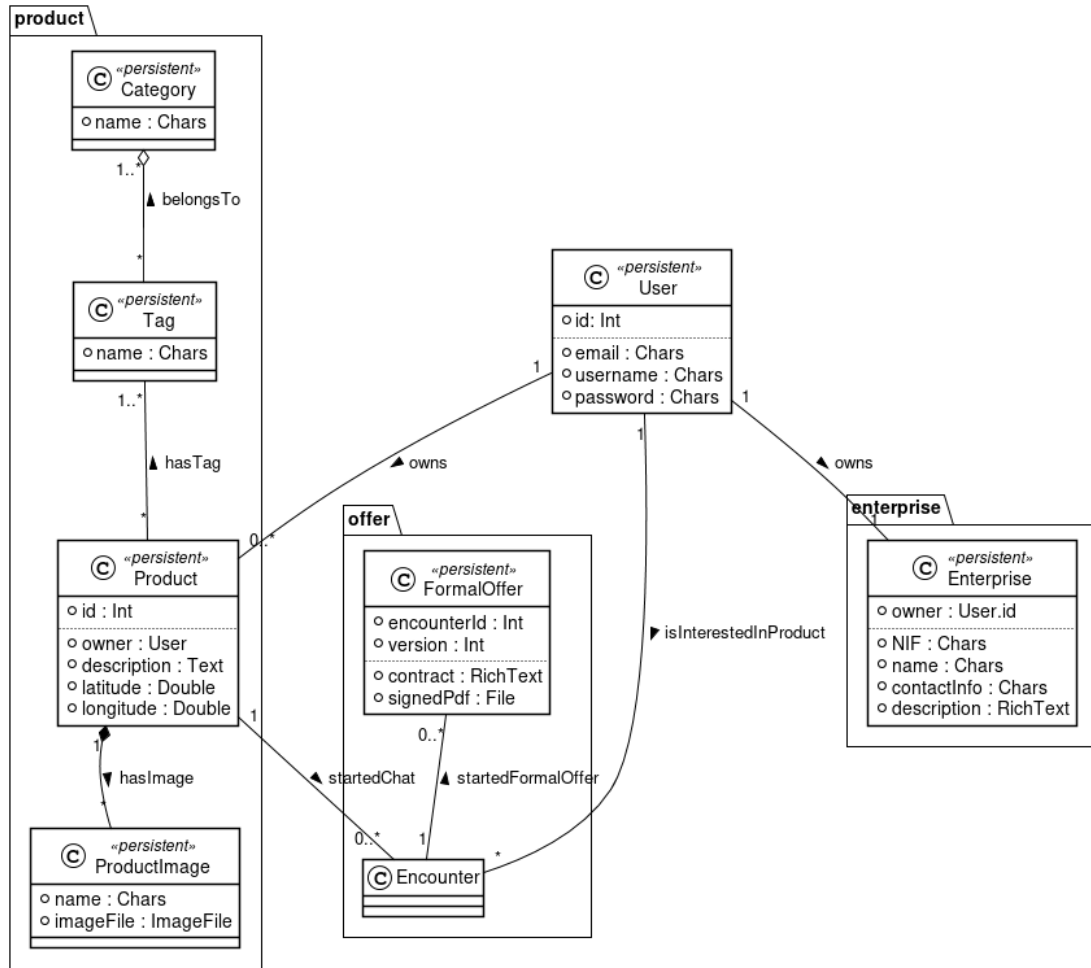 product
C «persistent»
Category
name : Chars
1..*
belongsTo
*
C «persistent»
Tag
name : Chars
1..*
hasTag
*
C «persistent»
Product
id : Int
owner : User
description : Text
latitude : Double
longitude : Double
1
hasImage
*
C «persistent»
ProductImage
name : Chars
imageFile : ImageFile
C «persistent»
User
id: Int
email : Chars
username : Chars
password : Chars
1
owns
0..*
1
isInterestedInProduct
*
1
owns
1
offer
C «persistent»
FormalOffer
encounterId : Int
version : Int
contract : RichText
signedPdf : File
0..*
startedFormalOffer
1
1
startedChat
0..*
C Encounter
enterprise
C «persistent»
Enterprise
owner : User.id
NIF : Chars
name : Chars
contactInfo : Chars
description : RichText